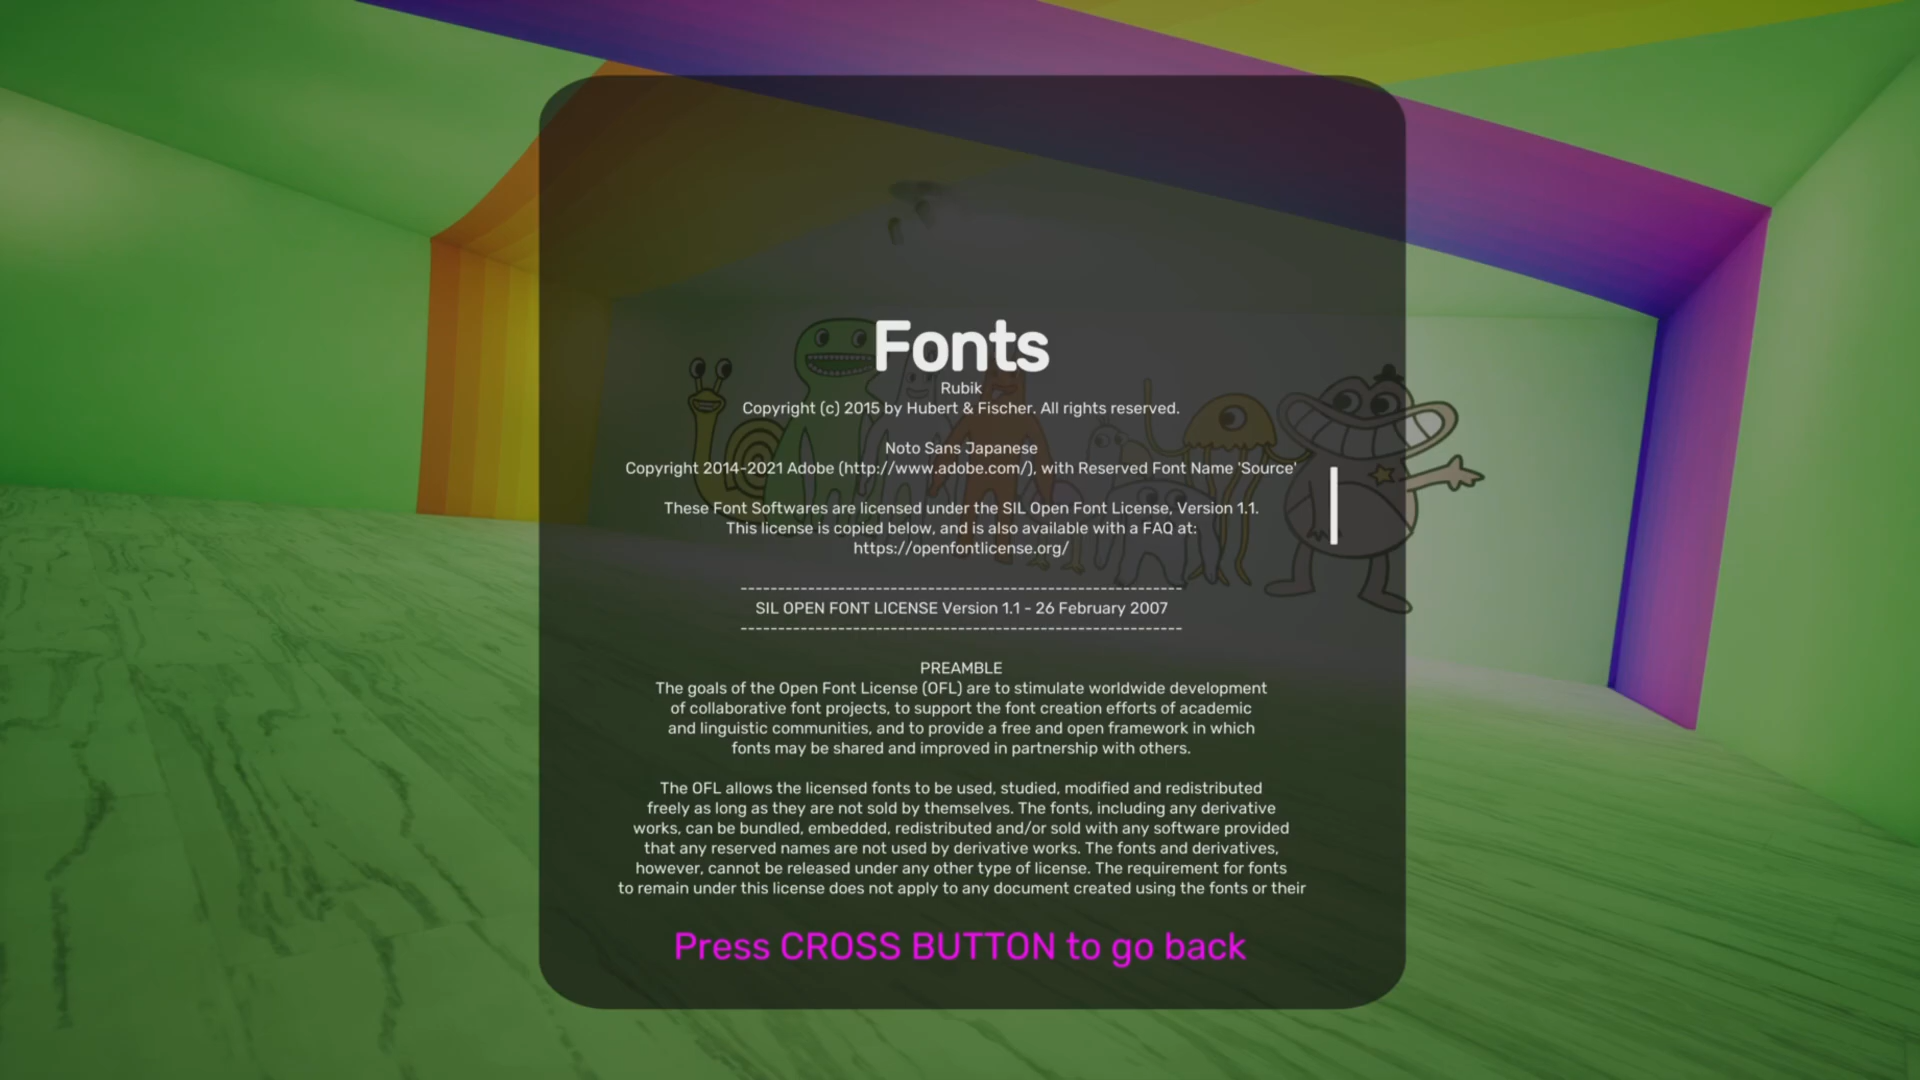 Fonts
Rubik
Copyright (c) 2015 by Hubert & Fischer. All rights reserved.
Noto Sans Japanese
Copyright 2014-2021 Adobe (http://www.adobe.com/), with Reserved Font Name 'Source'
These Font Softwares are licensed under the SIL Open Font License, Version 1.1.
This license is copied below, and is also available with a FAQ at:
https://openfontlicense.org/
-----------------------------------------------------------
SIL OPEN FONT LICENSE Version 1.1 - 26 February 2007
-----------------------------------------------------------
PREAMBLE
The goals of the Open Font License (OFL) are to stimulate worldwide development
of collaborative font projects, to support the font creation efforts of academic
and linguistic communities, and to provide a free and open framework in which
fonts may be shared and improved in partnership with others.
The OFL allows the licensed fonts to be used, studied, modified and redistributed
freely as long as they are not sold by themselves. The fonts, including any derivative
works, can be bundled, embedded, redistributed and/or sold with any software provided
that any reserved names are not used by derivative works. The fonts and derivatives,
however, cannot be released under any other type of license. The requirement for fonts
to remain under this license does not apply to any document created using the fonts or their
Press CROSS BUTTON to go back